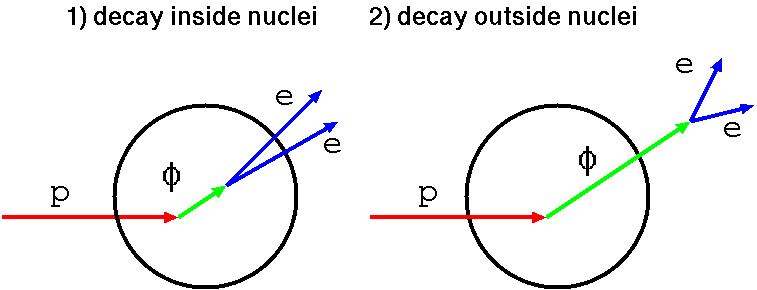 1) decay inside nuclei
2) decay outside nuclei
e
e
ϕ
p
e
e
ϕ
p